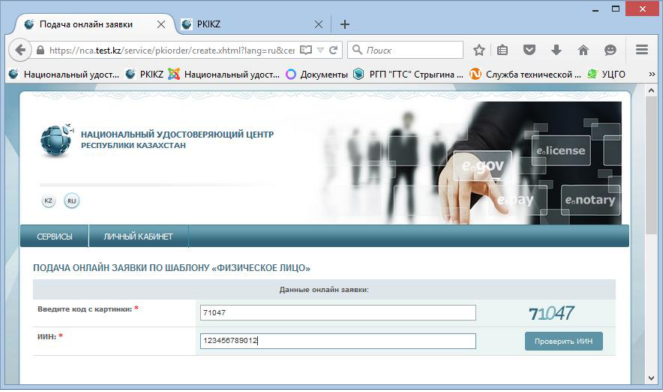 Подача онлайн заявки
PKIKZ
https://nca.test.kz/service/pkiorder/create.xhtml?lang=ru&cei
Поиск
Национальный удост...
PKIKZ
Национальный удост...
Документы
РГП "ГТС" Стрыгина ...
Служба технической ...
УЦГО
НАЦИОНАЛЬНЫЙ УДОСТОВЕРЯЮЩИЙ ЦЕНТР
РЕСПУБЛИКИ КАЗАХСТАН
e.gov
e.license
e.pay
e.notary
KZ
RU
СЕРВИСЫ
ЛИЧНЫЙ КАБИНЕТ
ПОДАЧА ОНЛАЙН ЗАЯВКИ ПО ШАБЛОНУ «ФИЗИЧЕСКОЕ ЛИЦО»
Данные онлайн заявки:
Введите код с картинки: *
71047
71047
ИИН: *
123456789012
Проверить ИИН